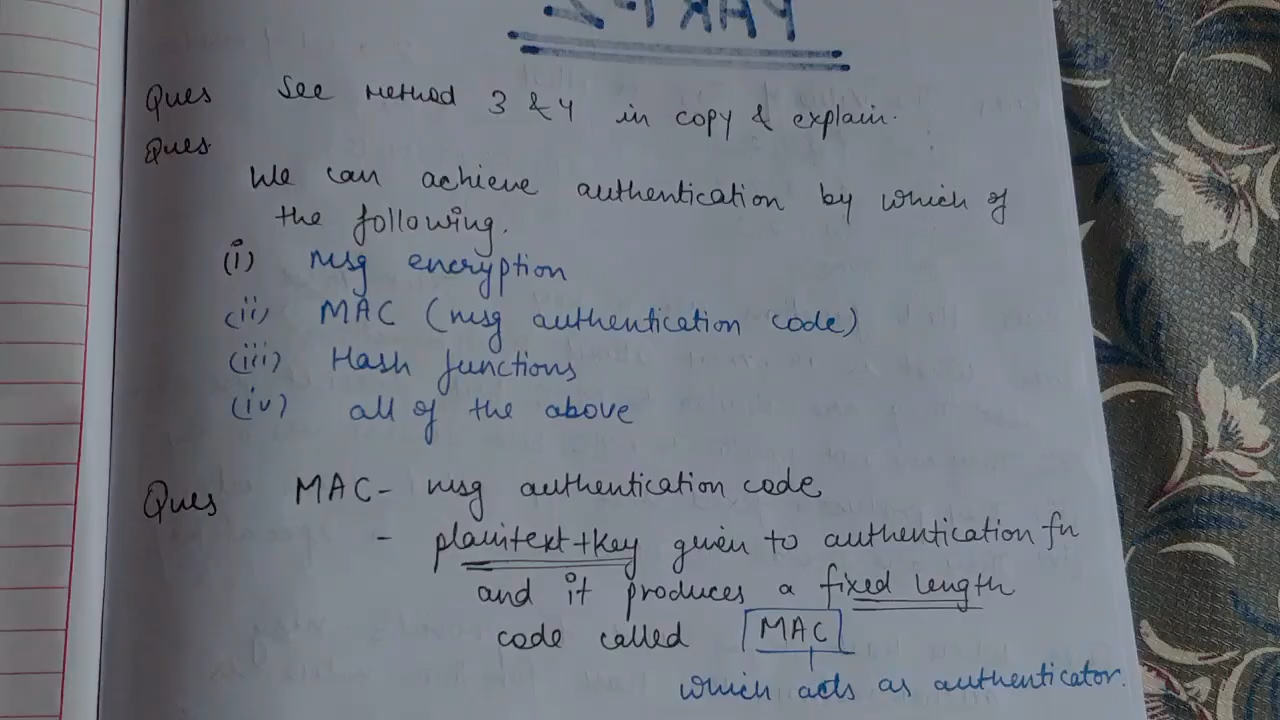 PART-2
Ques See method 3 & 4 in copy & explain.
Ques
We can achieve authentication by which of
the following.
(i) msg encryption
(ii) MAC (msg authentication code)
(iii) Hash functions
(iv) all of the above
Ques MAC- msg authentication code
- plaintext+key given to authentication fn
and it produces a fixed length
code called MAC
which acts as authenticator.